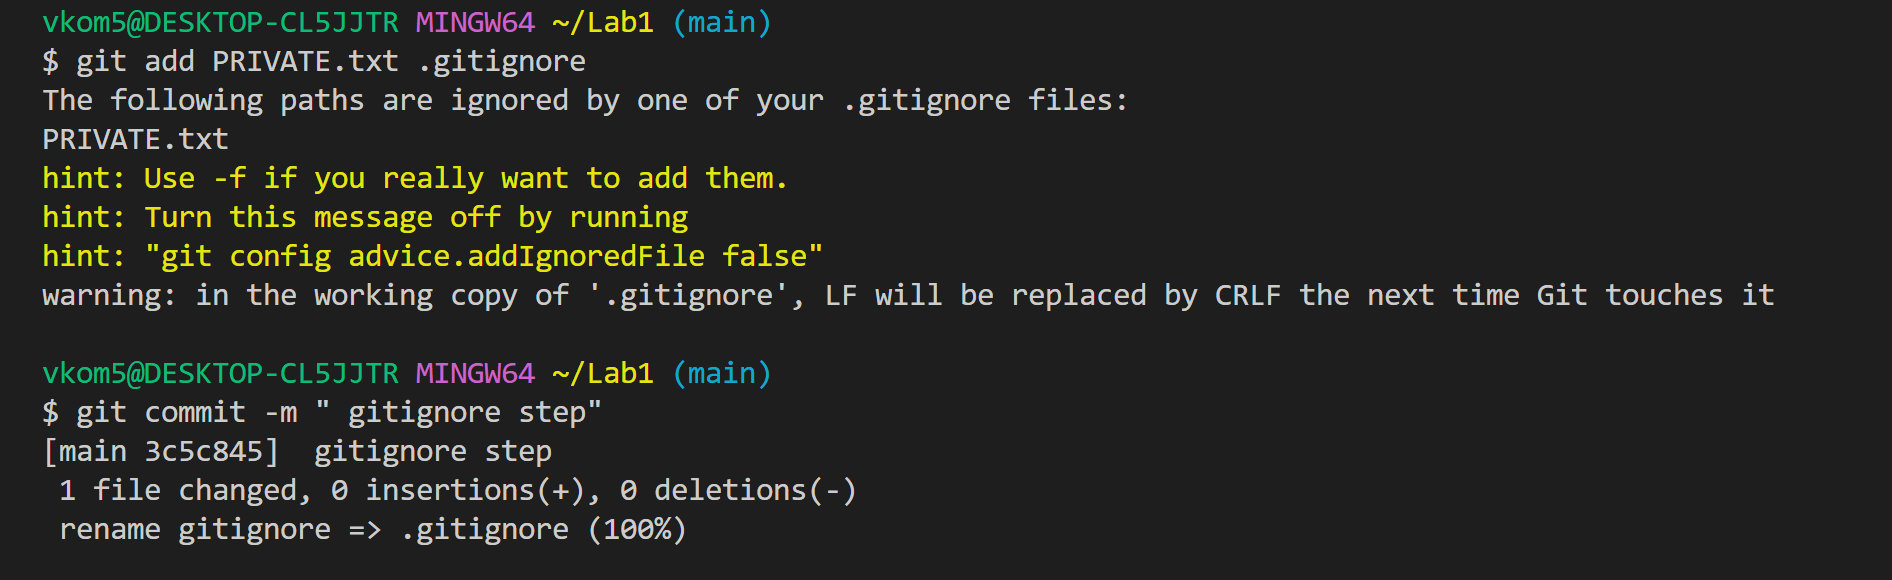 vkom5@DESKTOP-CL5JJTR MINGW64 ~/Lab1 (main)
$ git add PRIVATE.txt .gitignore
The following paths are ignored by one of your .gitignore files:
PRIVATE.txt
hint: Use -f if you really want to add them.
hint: Turn this message off by running
hint: "git config advice.addIgnoredFile false"
warning: in the working copy of '.gitignore', LF will be replaced by CRLF the next time Git touches it
vkom5@DESKTOP-CL5JJTR MINGW64 ~/Lab1 (main)
$ git commit -m " gitignore step"
[main 3c5c845]  gitignore step
 1 file changed, 0 insertions(+), 0 deletions(-)
 rename gitignore => .gitignore (100%)